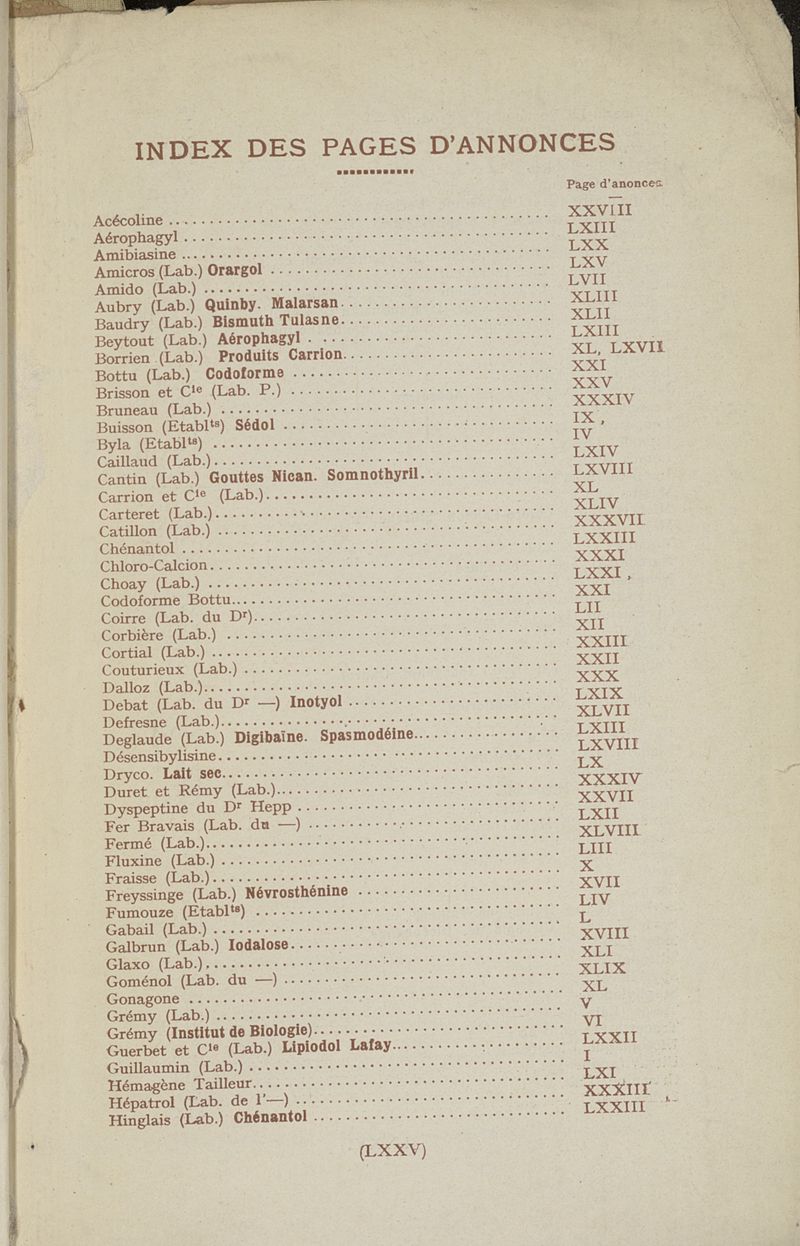 INDEX DES PAGES D'ANNONCES
Page d'anonces
Acécoline ........ XXVIII
Aérophagyl ........ LXIII
Amibiasine ........ LXX
Amicros (Lab.) Orargol ........ LXV
Amido (Lab.) ........ LVII
Aubry (Lab.) Quinby. Malarsan ........ XLIII
Baudry (Lab.) Bismuth Tulasne ........ XLII
Beytout (Lab.) Aérophagyl ........ LXIII
Borrien (Lab.) Produits Carrion ........ XL, LXVII
Bottu (Lab.) Codoforme ........ XXI
Brisson et Cie (Lab. P.) ........ XXV
Bruneau (Lab.) ........ XXXIV
Buisson (Etablts) Sédol ........ IX,
Byla (Etablts) ........ IV
Caillaud (Lab.) ........ LXIV
Cantin (Lab.) Gouttes Nican. Somnothyril ........ LXVIII
Carrion et Cie (Lab.) ........ XL
Carteret (Lab.) ........ XLIV
Catillon (Lab.) ........ XXXVII
Chénantol ........ LXXIII
Chloro-Calcion ........ XXXI
Choay (Lab.) ........ LXXI,
Codoforme Bottu ........ XXI
Coirre (Lab. du Dr) ........ LII
Corbière (Lab.) ........ XII
Cortial (Lab.) ........ XXIII
Couturieux (Lab.) ........ XXII
Dalloz (Lab.) ........ XXX
Debat (Lab. du Dr —) Inotyol ........ LXIX
Defresne (Lab.) ........ XLVII
Deglaude (Lab.) Digibaïne. Spasmodéine ........ LXIII
Désensibylisine ........ LXVIII
Dryco. Lait sec ........ LX
Duret et Rémy (Lab.) ........ XXXIV
Dyspeptine du Dr Hepp ........ XXVII
Fer Bravais (Lab. du —) ........ LXII
Fermé (Lab.) ........ XLVIII
Fluxine (Lab.) ........ LIII
Fraisse (Lab.) ........ X
Freyssinge (Lab.) Névrosthénine ........ XVII
Fumouze (Etablts) ........ LIV
Gabail (Lab.) ........ L
Galbrun (Lab.) Iodalose ........ XVIII
Glaxo (Lab.) ........ XLI
Goménol (Lab. du —) ........ XLIX
Gonagone ........ XL
Grémy (Lab.) ........ V
Grémy (Institut de Biologie) ........ VI
Guerbet et Cie (Lab.) Lipiodol Lafay ........ LXXII
Guillaumin (Lab.) ........ I
Hémagène Tailleur ........ LXI
Hépatrol (Lab. de l'—) ........ XXXIII
Hinglais (Lab.) Chénantol ........ LXXIII
(LXXV)